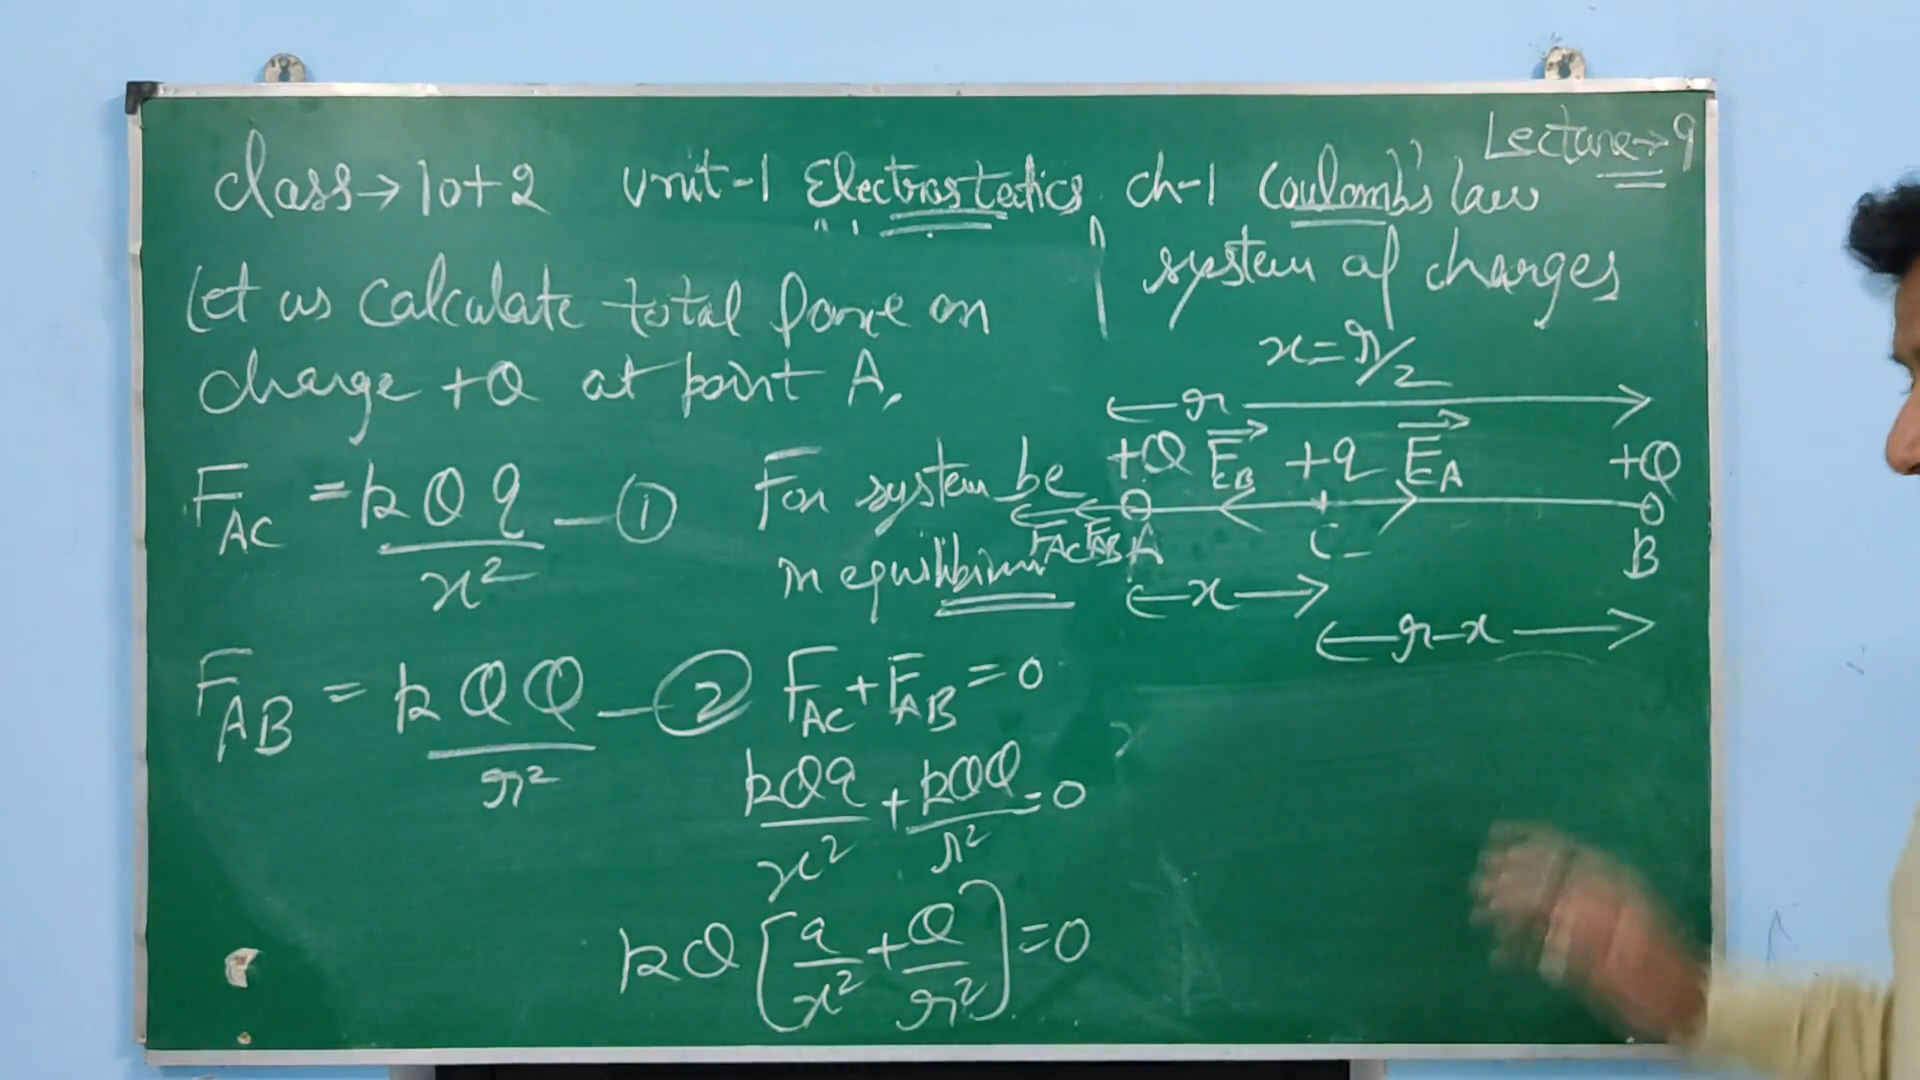 Lecture→9
Class→10+2 Unit-1 Electrostatics ch-1 Coulomb's law
System of charges
Let us calculate total force on
charge +Q at point A.
F_AC = kQq/x² — ①
F_AB = kQQ/r² — ②
For system be
in equilibrium
F_AC + F_AB = 0
kQq/x² + kQQ/r² = 0
kQ[q/x² + Q/r²] = 0
x = r/2
r
+Q E_B +q E_A +Q
F_AC F_AB A C B
x
r-x